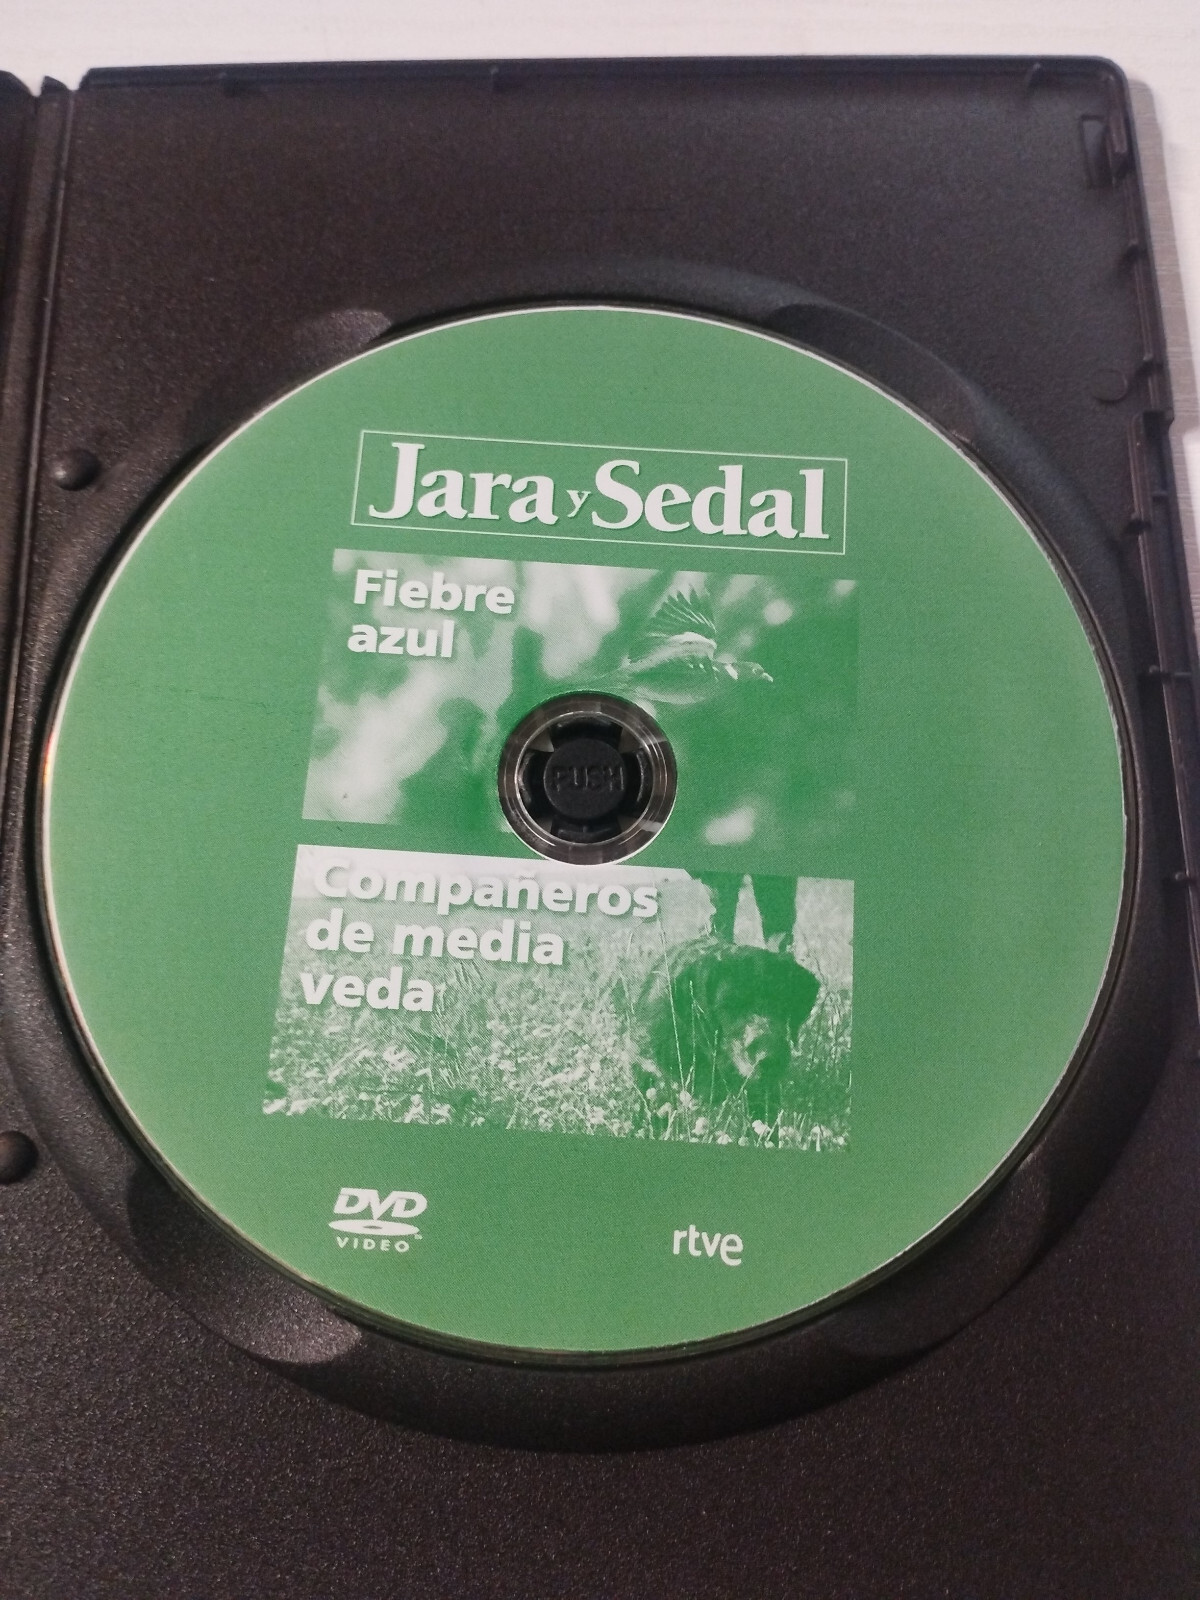 Jara y Sedal
Fiebre
azul
PUSH
Compañeros
de media
veda
DVD
VIDEO
rtve